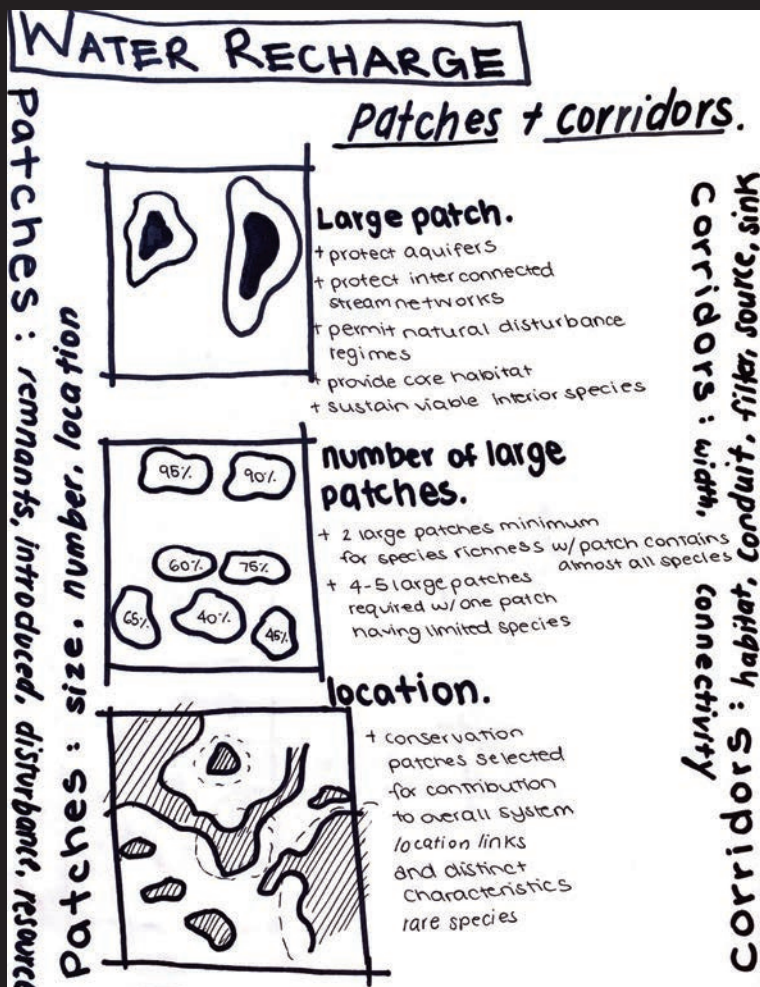 WATER RECHARGE
Patches + corridors.
Patches : remnants, introduced, disturbance, resource
Patches : size, number, location
Large patch.
+ protect aquifers
+ protect interconnected
stream networks
+ permit natural disturbance
regimes
+ provide core habitat
+ sustain viable interior species
95%
90%
60%
75%
65%
40%
45%
number of large
patches.
+ 2 large patches minimum
for species richness w/patch contains
almost all species
+ 4-5 large patches
required w/one patch
having limited species
location.
+ conservation
patches selected
for contribution
to overall system
location links
and distinct
characteristics
rare species
Corridors : width, connectivity
Corridors : habitat, conduit, filter, source, sink